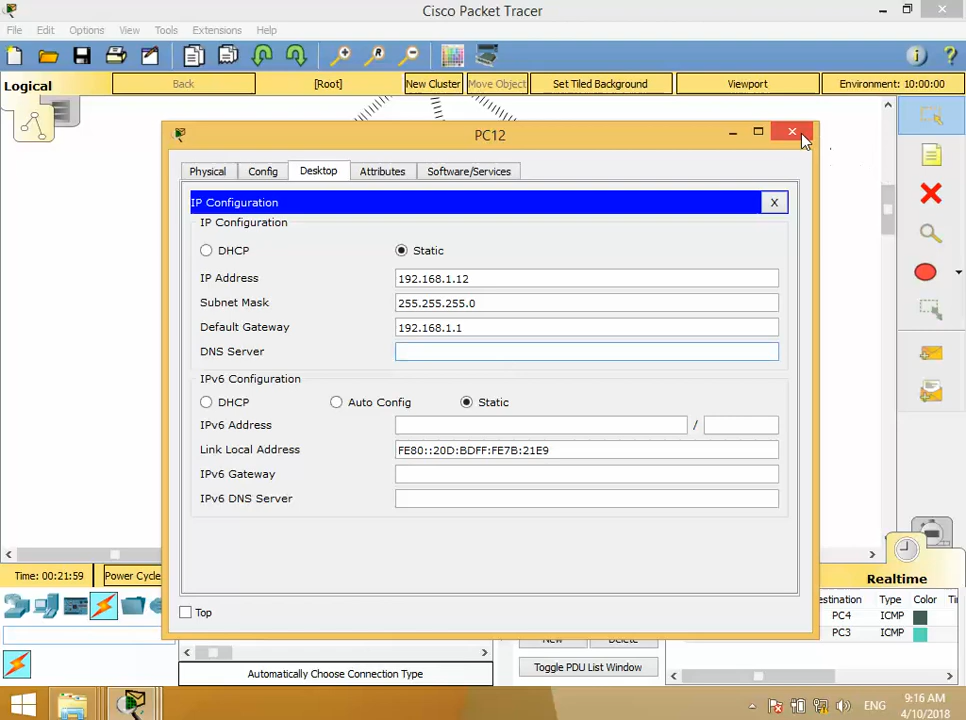 Cisco Packet Tracer
File Edit Options View Tools Extensions Help
Logical Back [Root] New Cluster Move Object Set Tiled Background Viewport Environment: 10:00:00
PC12
Physical Config Desktop Attributes Software/Services
IP Configuration X
IP Configuration
DHCP Static
IP Address 192.168.1.12
Subnet Mask 255.255.255.0
Default Gateway 192.168.1.1
DNS Server
IPv6 Configuration
DHCP Auto Config Static
IPv6 Address /
Link Local Address FE80::20D:BDFF:FE7B:21E9
IPv6 Gateway
IPv6 DNS Server
Time: 00:21:59 Power Cycle
Realtime
estination Type Color
PC4 ICMP
PC3 ICMP
Top
New Delete
Toggle PDU List Window
Automatically Choose Connection Type
ENG
9:16 AM
4/10/2018